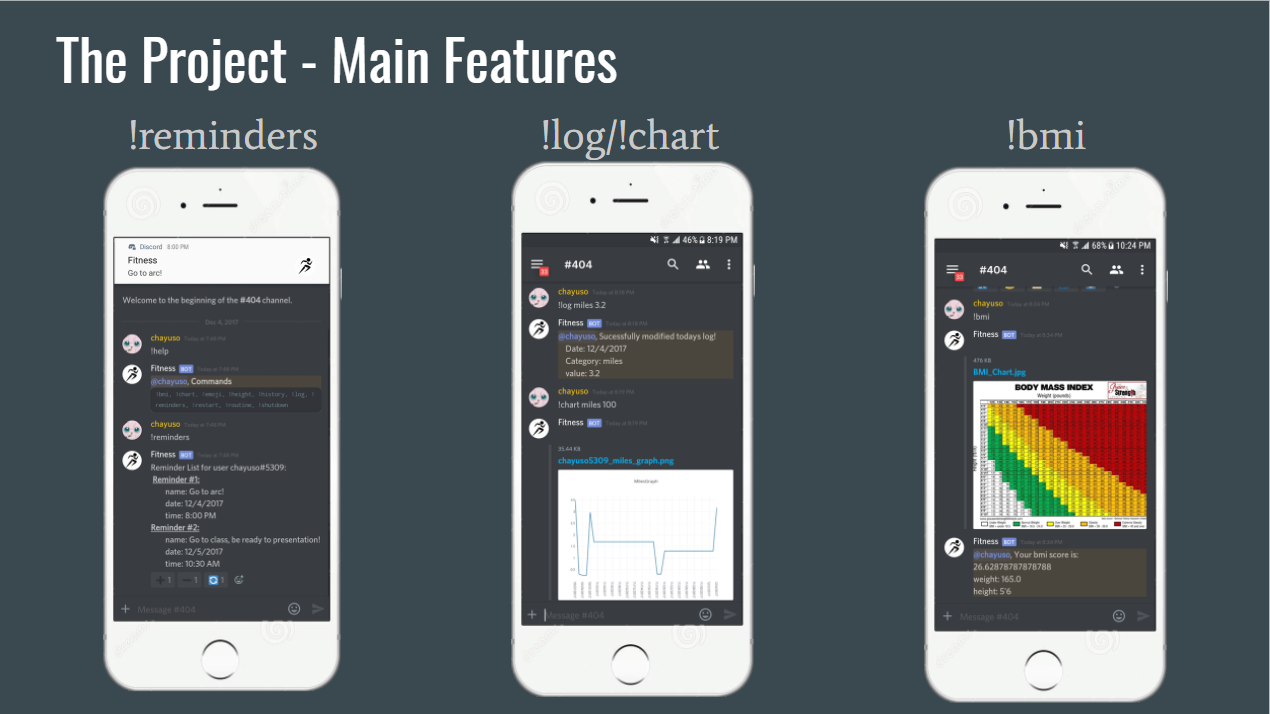 The Project - Main Features
!reminders
!log/!chart
!bmi
Discord 8:00 PM
Fitness
Go to arc!
Welcome to the beginning of the #404 channel.
Dec 4, 2017
chayuso Today at 7:48 PM
!help
Fitness BOT Today at 7:48 PM
@chayuso, Commands
!bmi, !chart, !emoji, !height, !history, !log, !
reminders, !restart, !routine, !shutdown
chayuso Today at 7:48 PM
!reminders
Fitness BOT Today at 7:48 PM
Reminder List for user chayuso#5309:
Reminder #1:
name: Go to arc!
date: 12/4/2017
time: 8:00 PM
Reminder #2:
name: Go to class, be ready to presentation!
date: 12/5/2017
time: 10:30 AM
1 1 1
Message #404
46% 8:19 PM
33
#404
chayuso Today at 8:19 PM
!log miles 3.2
Fitness BOT Today at 8:19 PM
@chayuso, Sucessfully modified todays log!
Date: 12/4/2017
Category: miles
value: 3.2
chayuso Today at 8:19 PM
!chart miles 100
Fitness BOT Today at 8:19 PM
35.44 KB
chayuso5309_miles_graph.png
Message #404
68% 10:24 PM
33
#404
chayuso Today at 8:34 PM
!bmi
Fitness BOT Today at 8:34 PM
476 KB
BMI_Chart.jpg
BODY MASS INDEX
Weight (pounds)
Strength
Fitness BOT Today at 8:34 PM
@chayuso, Your bmi score is:
26.62878787878788
weight: 165.0
height: 5'6
Message #404